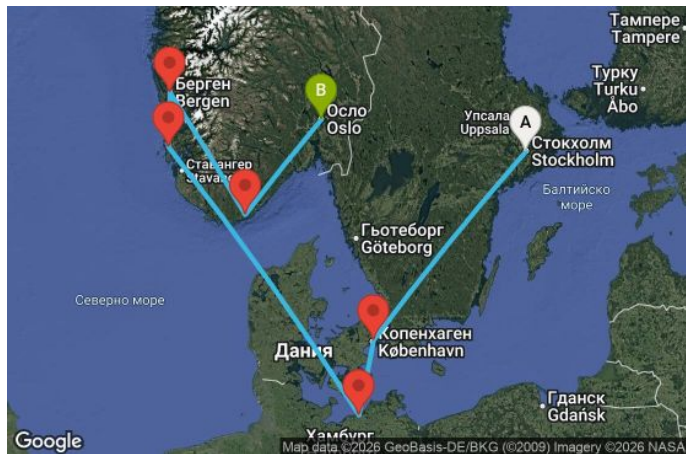 Тампере
Tampere
Турку
Turku
Åbo
Берген
Bergen
B
Осло
Oslo
Упсала
Uppsala
A
Стокхолм
Stockholm
Ставангер
Балтийско
море
Гьотеборг
Göteborg
Северно море
Копенхаген
København
Дания
Гданск
Gdańsk
Хамбург
Google
Map data ©2026 GeoBasis-DE/BKG (©2009) Imagery ©2026 NASA